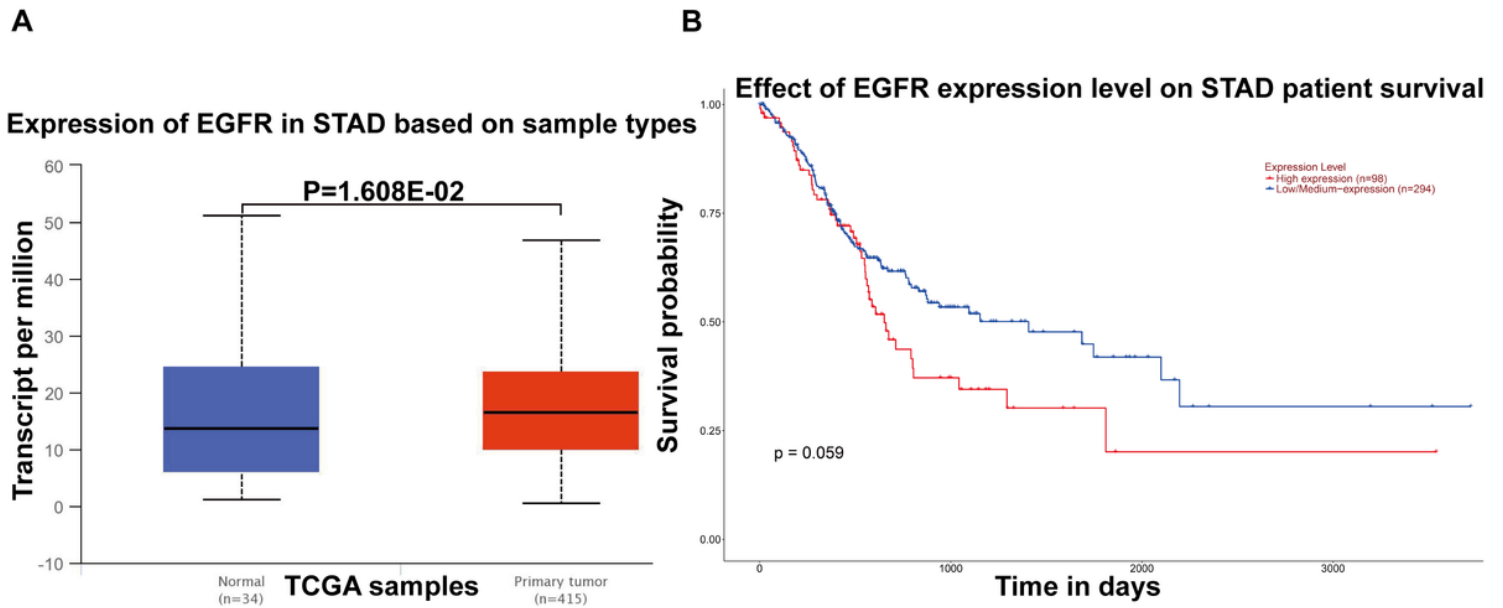 A
Expression of EGFR in STAD based on sample types
P=1.608E-02
Transcript per million
60
50
40
30
20
10
0
-10
Normal
(n=34)
TCGA samples
Primary tumor
(n=415)
B
Effect of EGFR expression level on STAD patient survival
Expression Level
High expression (n=98)
Low/Medium-expression (n=294)
Survival probability
1.00
0.75
0.50
0.25
0.00
p = 0.059
0
1000
2000
3000
Time in days